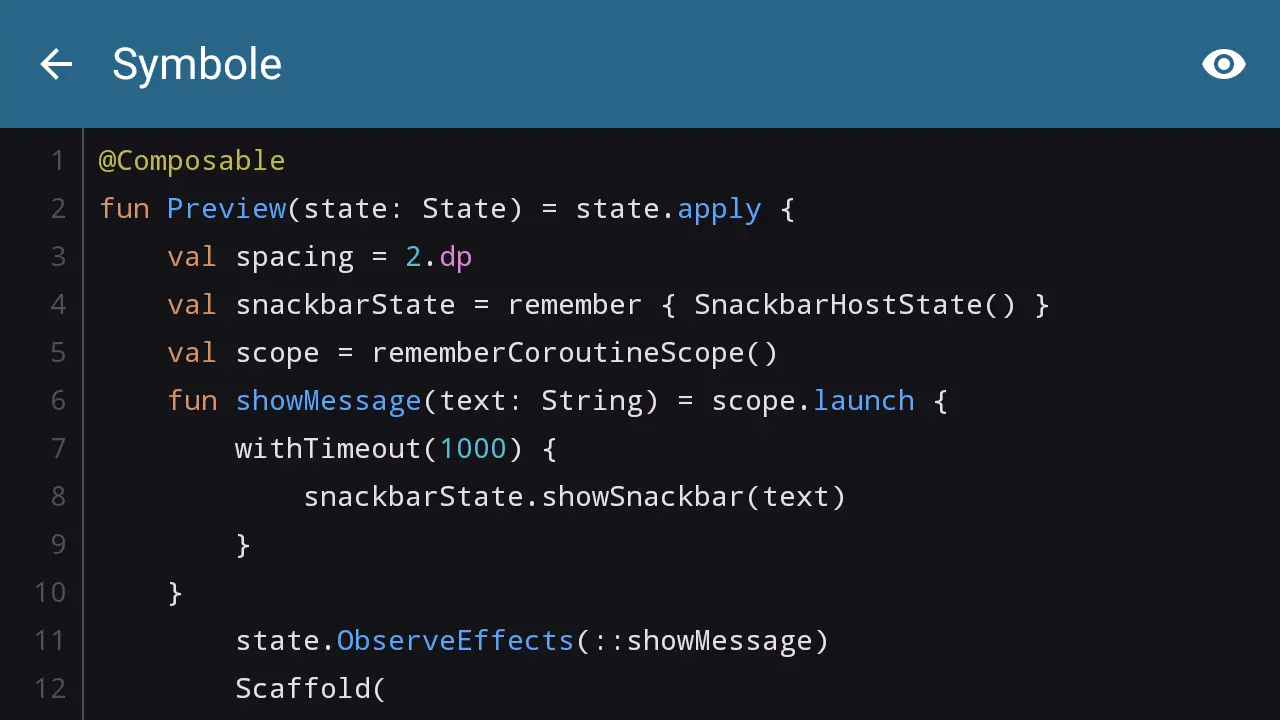 Symbole
1 @Composable
2 fun Preview(state: State) = state.apply {
3     val spacing = 2.dp
4     val snackbarState = remember { SnackbarHostState() }
5     val scope = rememberCoroutineScope()
6     fun showMessage(text: String) = scope.launch {
7         withTimeout(1000) {
8             snackbarState.showSnackbar(text)
9         }
10     }
11         state.ObserveEffects(::showMessage)
12         Scaffold(